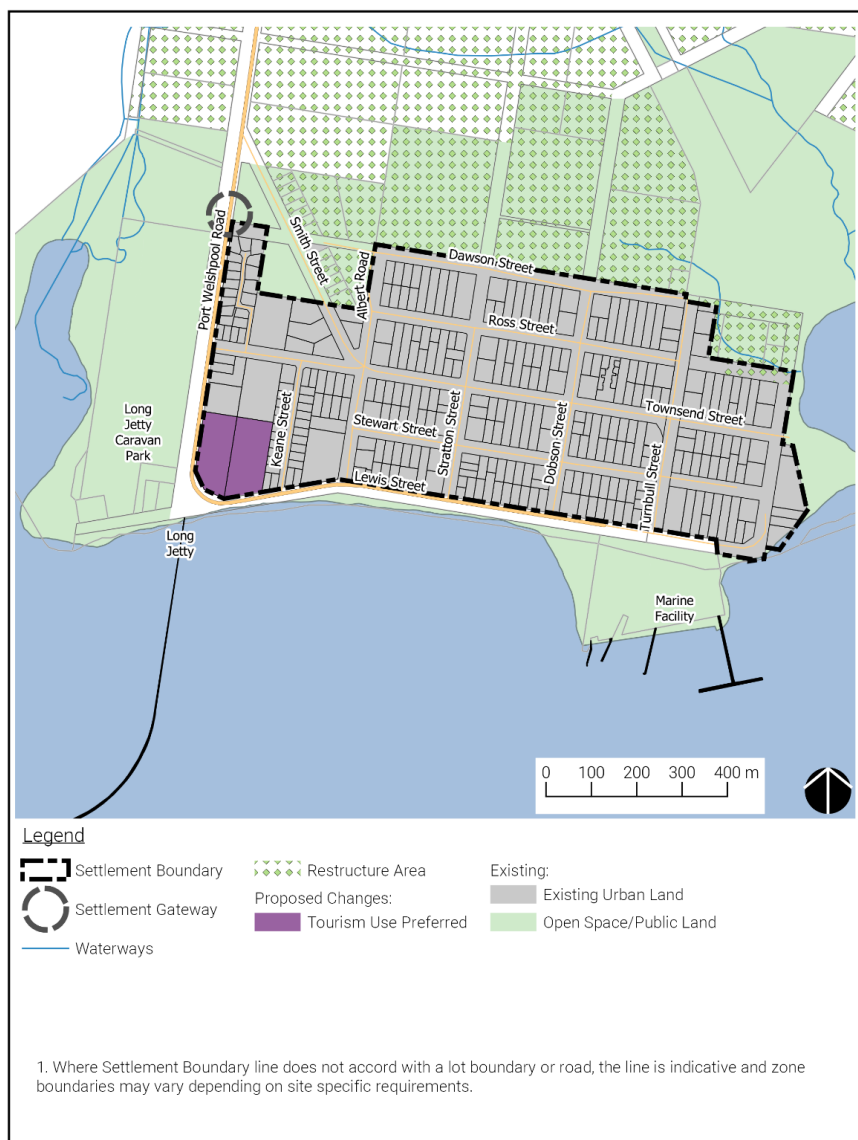 Port Welshpool Road
Smith Street
Albert Road
Dawson Street
Ross Street
Townsend Street
Stewart Street
Keane Street
Stratton Street
Dobson Street
Turnbull Street
Lewis Street
Long
Jetty
Caravan
Park
Long
Jetty
Marine
Facility
0 100 200 300 400 m
Legend
Settlement Boundary
Settlement Gateway
Waterways
Restructure Area
Proposed Changes:
Tourism Use Preferred
Existing:
Existing Urban Land
Open Space/Public Land
1. Where Settlement Boundary line does not accord with a lot boundary or road, the line is indicative and zone
boundaries may vary depending on site specific requirements.